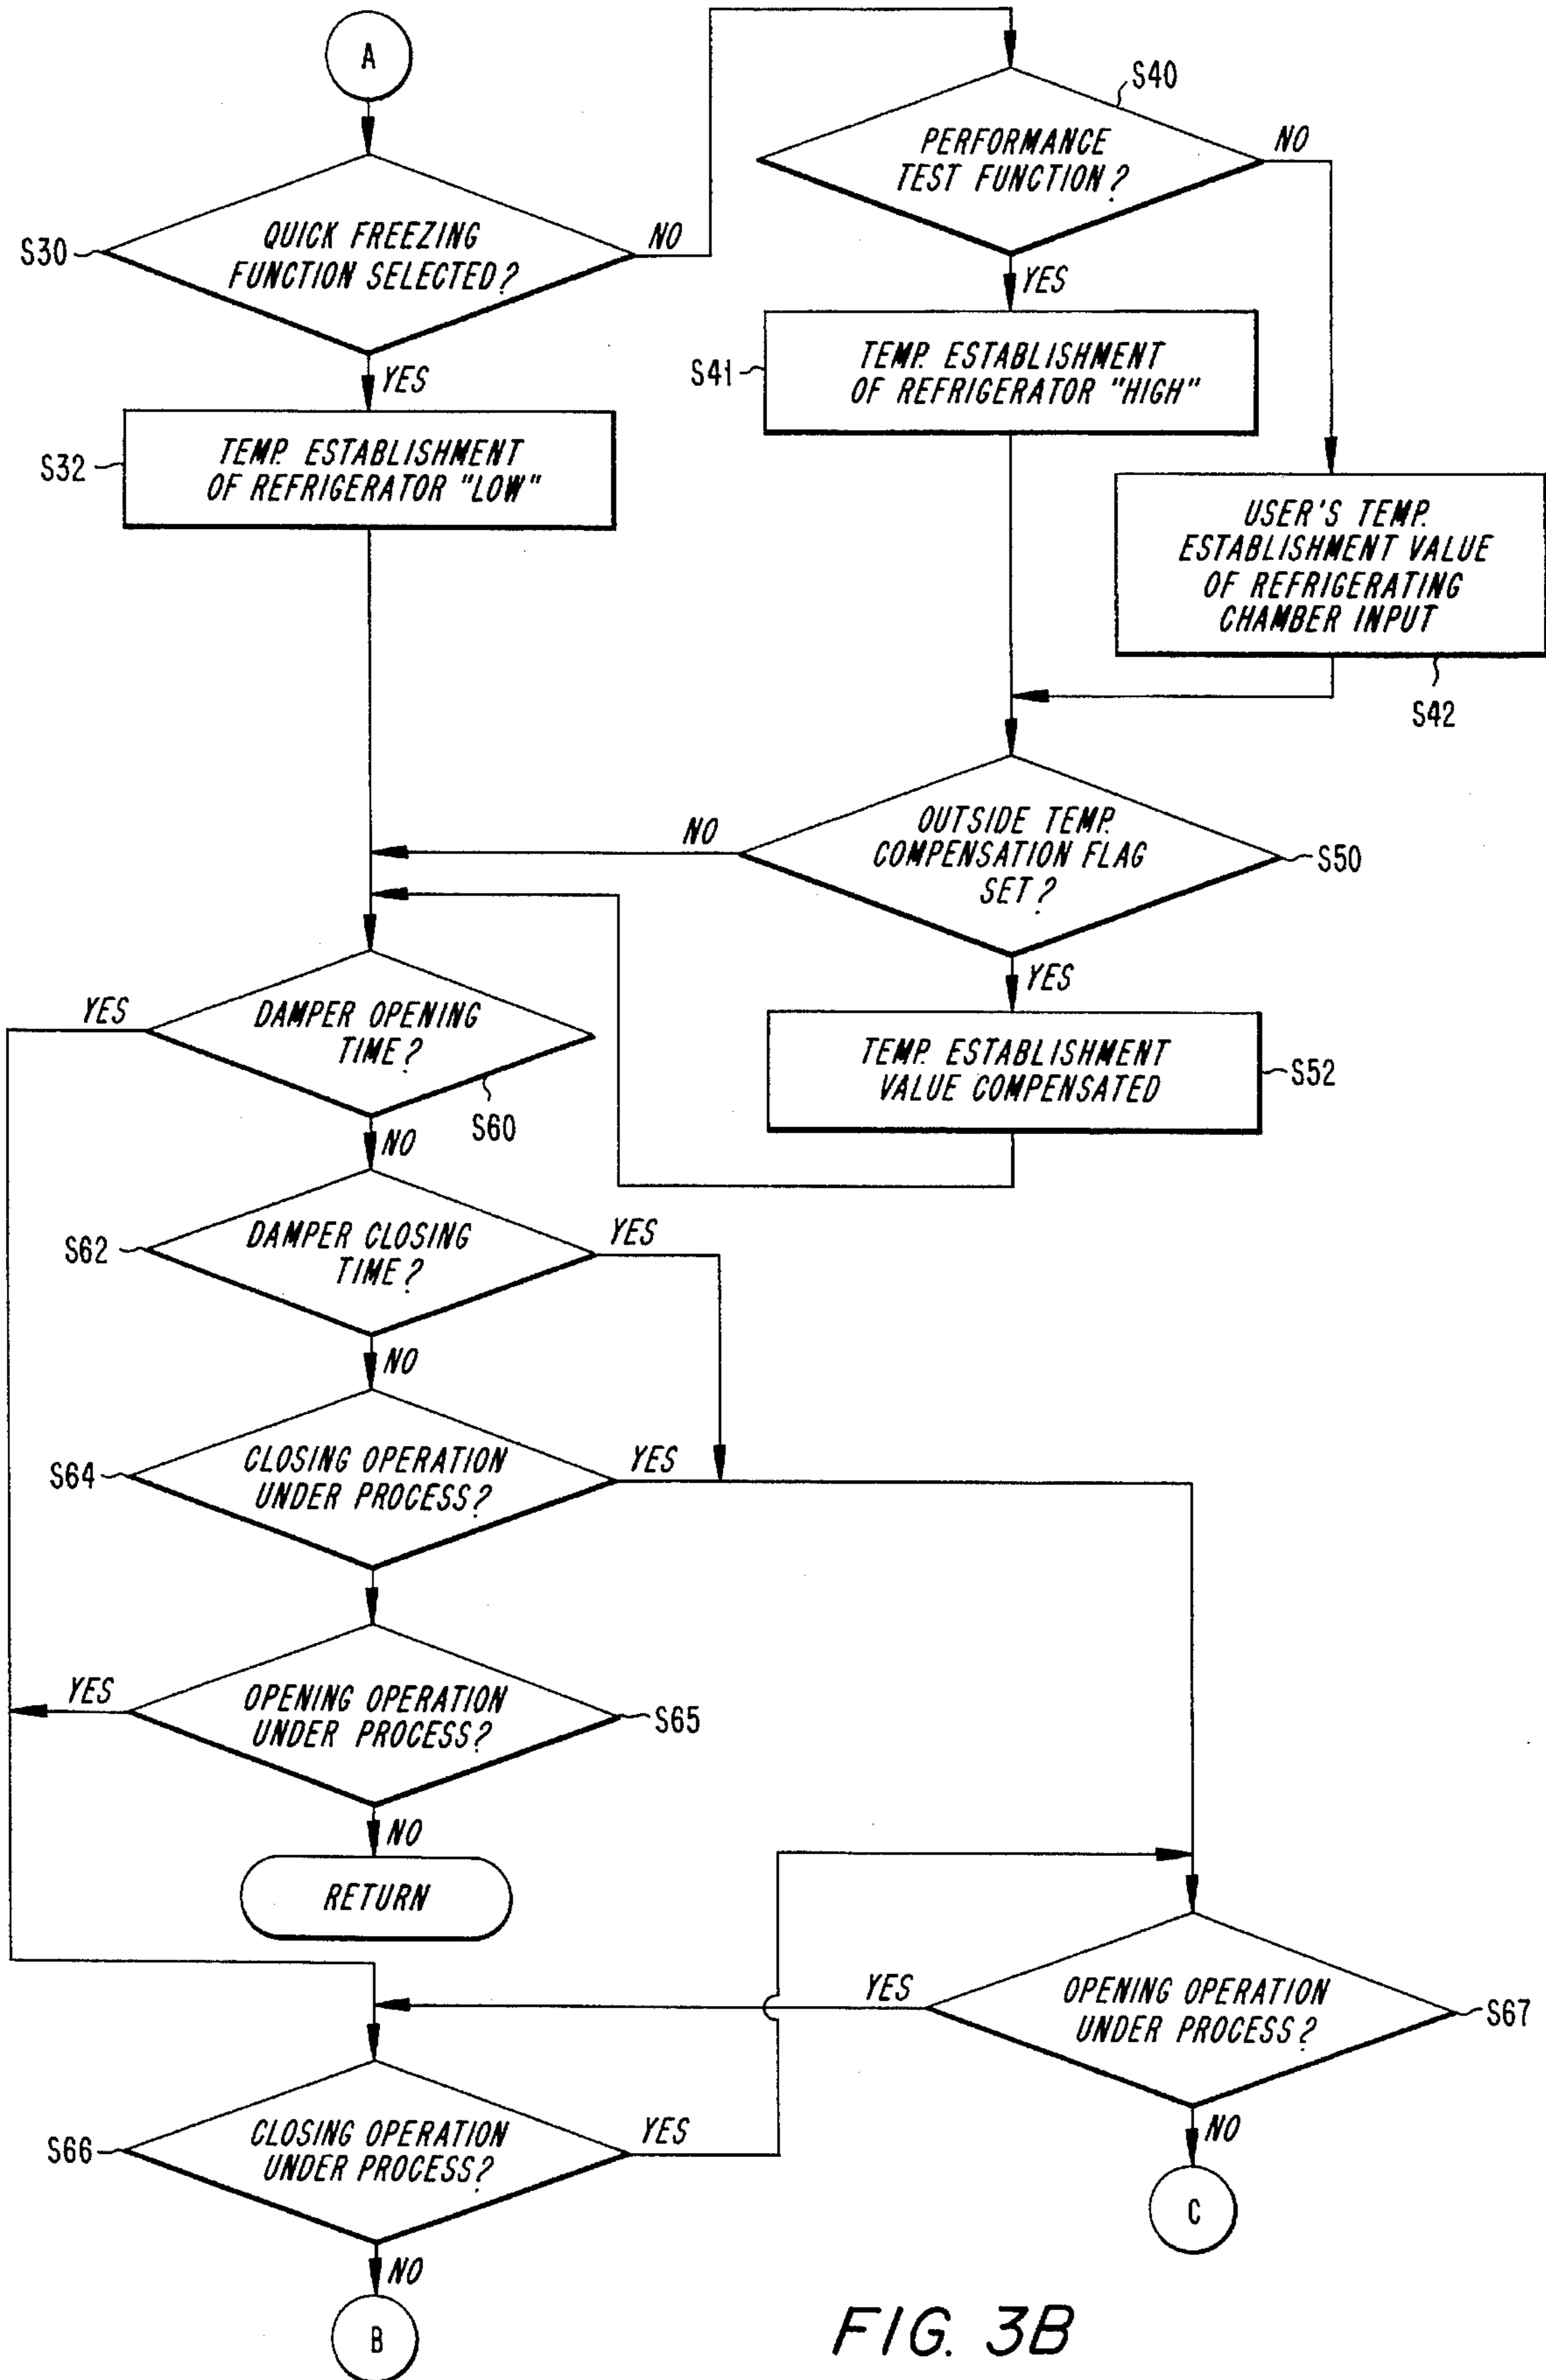 A
S30
QUICK FREEZING
FUNCTION SELECTED?
NO
YES
S32
TEMP. ESTABLISHMENT
OF REFRIGERATOR "LOW"
S40
PERFORMANCE
TEST FUNCTION?
NO
YES
S41
TEMP. ESTABLISHMENT
OF REFRIGERATOR "HIGH"
USER'S TEMP.
ESTABLISHMENT VALUE
OF REFRIGERATING
CHAMBER INPUT
S42
NO
OUTSIDE TEMP.
COMPENSATION FLAG
SET?
S50
YES
TEMP. ESTABLISHMENT
VALUE COMPENSATED
S52
YES
DAMPER OPENING
TIME?
S60
NO
S62
DAMPER CLOSING
TIME?
YES
NO
S64
CLOSING OPERATION
UNDER PROCESS?
YES
YES
OPENING OPERATION
UNDER PROCESS?
S65
NO
RETURN
YES
OPENING OPERATION
UNDER PROCESS?
S67
NO
C
S66
CLOSING OPERATION
UNDER PROCESS?
YES
NO
B
FIG. 3B